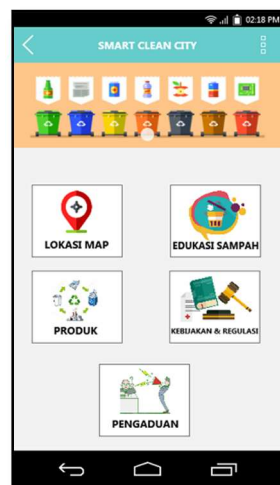 02:18 PM
SMART CLEAN CITY
LOKASI MAP
EDUKASI SAMPAH
PRODUK
KEBIJAKAN & REGULASI
PENGADUAN